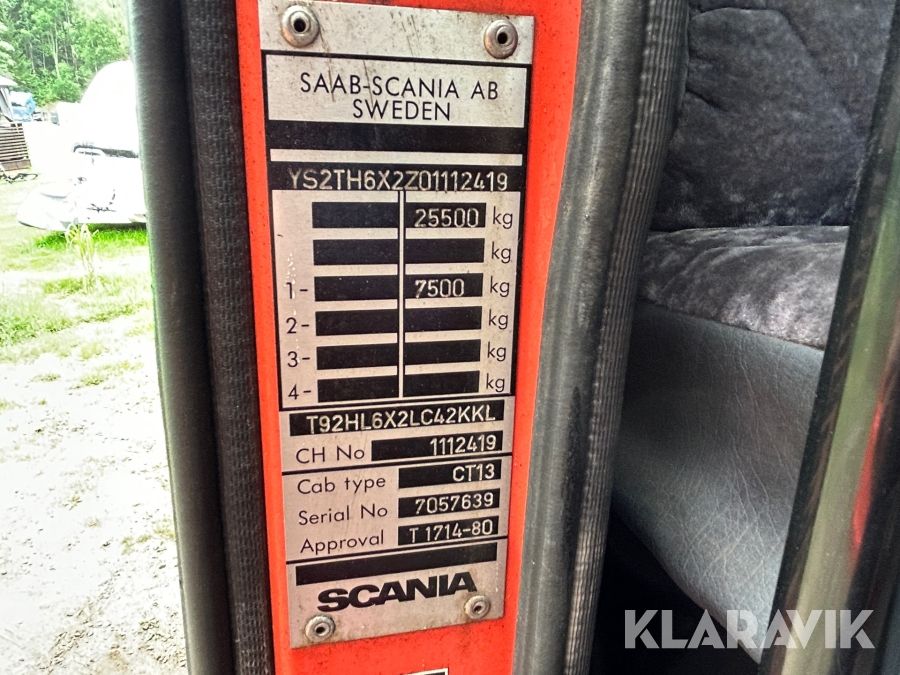 SAAB-SCANIA AB
SWEDEN
YS2TH6X2Z01112419
25500 kg
kg
1- 7500 kg
2- kg
3- kg
4- kg
T92HL6X2LC42KKL
CH No 1112419
Cab type CT13
Serial No 7057639
Approval T 1714-80
SCANIA
KLARAVIK